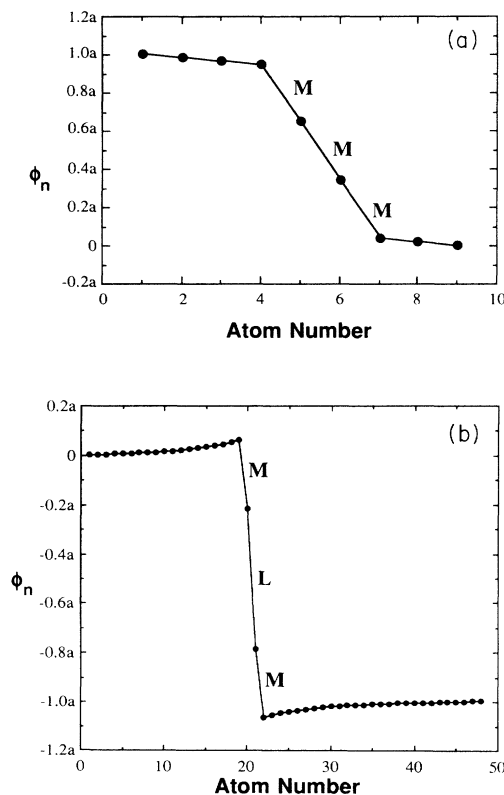 1.2a
(a)
1.0a
M
0.8a
M
0.6a
ϕn
0.4a
M
0.2a
0
-0.2a
0 2 4 6 8 10
Atom Number
0.2a
(b)
0
M
-0.2a
-0.4a
L
ϕn
-0.6a
-0.8a
M
-1.0a
-1.2a
0 10 20 30 40 50
Atom Number